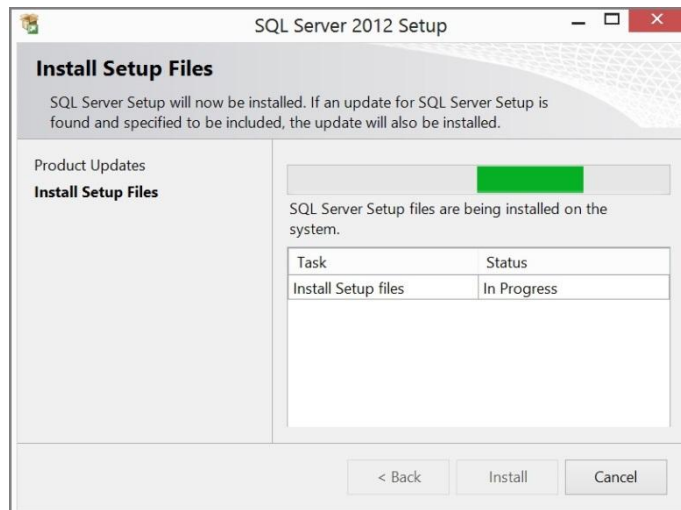 SQL Server 2012 Setup
Install Setup Files
SQL Server Setup will now be installed. If an update for SQL Server Setup is
found and specified to be included, the update will also be installed.
Product Updates
Install Setup Files
SQL Server Setup files are being installed on the
system.
Task Status
Install Setup files In Progress
< Back Install Cancel